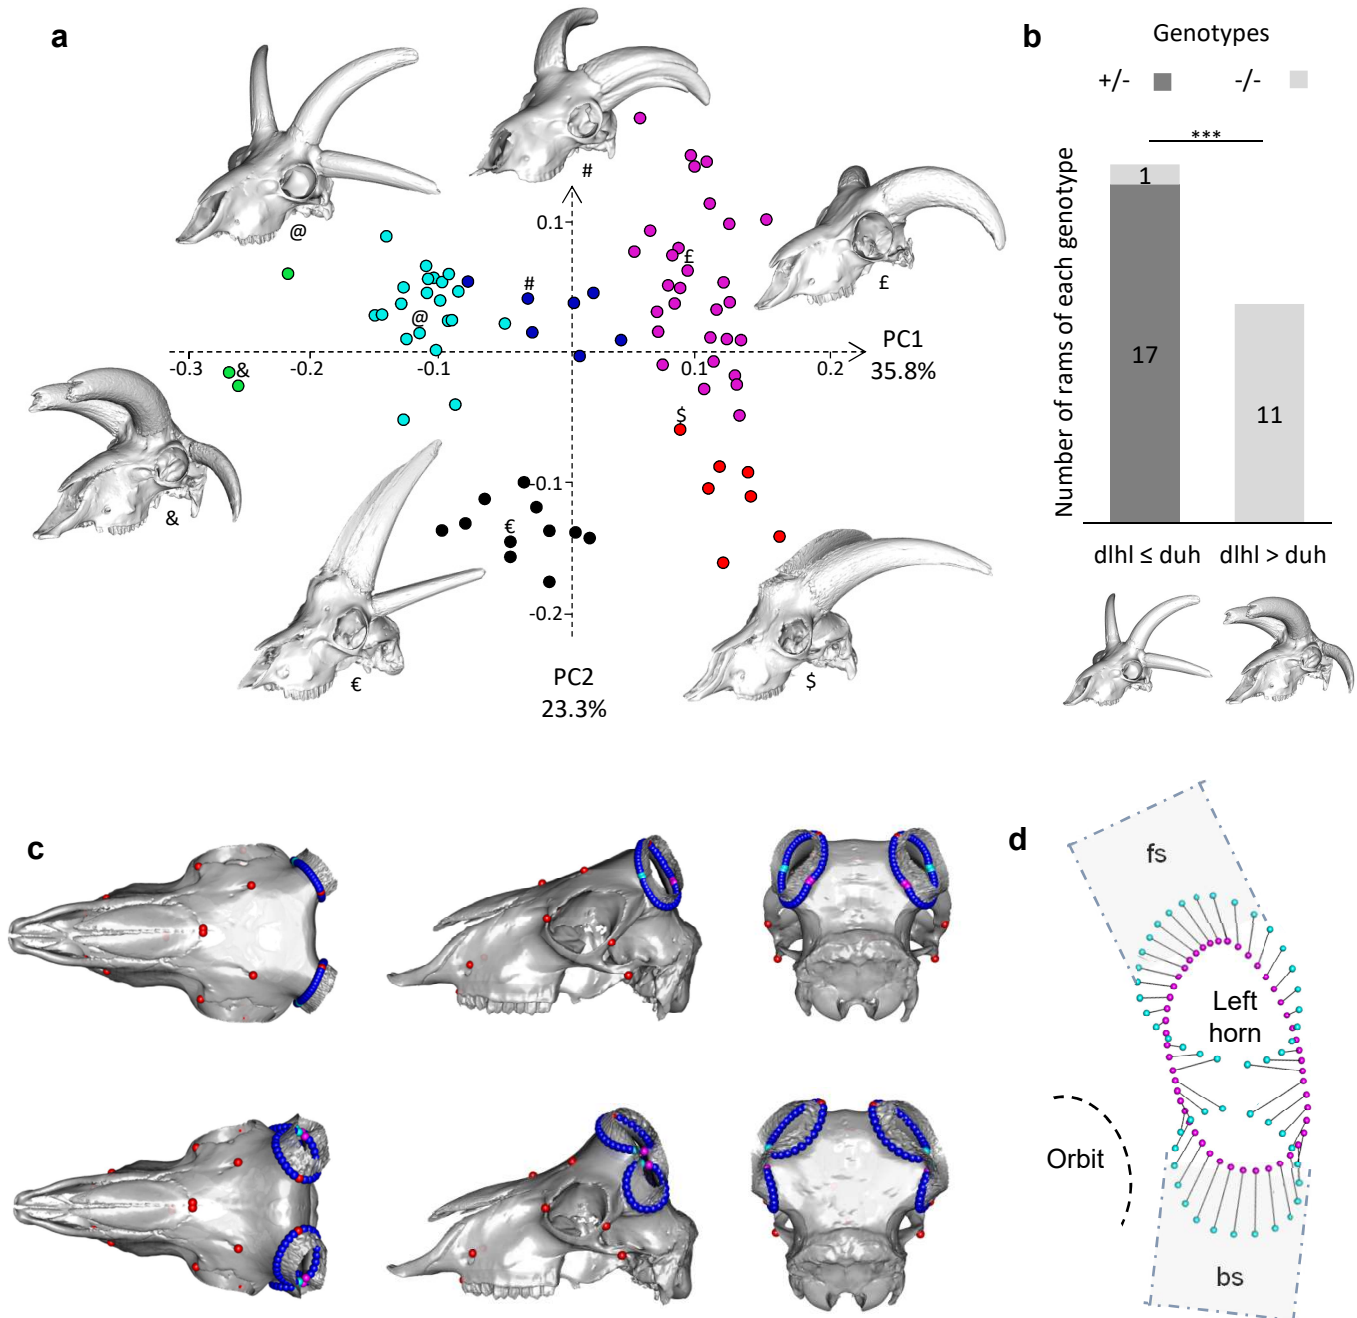 a
@
#
£
&
€
$
#
@
£
&
$
€
0.1
-0.3
-0.2
-0.1
0.1
0.2
-0.1
-0.2
PC1
35.8%
PC2
23.3%
b
Genotypes
+/-
-/-
***
Number of rams of each genotype
1
17
11
dlhl ≤ duh
dlhl > duh
c
d
fs
Left
horn
Orbit
bs